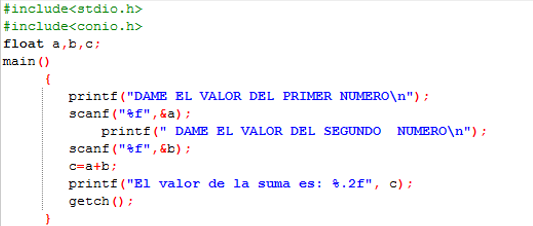 #include<stdio.h>
#include<conio.h>
float a,b,c;
main()
{
printf("DAME EL VALOR DEL PRIMER NUMERO\n");
scanf("%f",&a);
printf(" DAME EL VALOR DEL SEGUNDO  NUMERO\n");
scanf("%f",&b);
c=a+b;
printf("El valor de la suma es: %.2f", c);
getch();
}